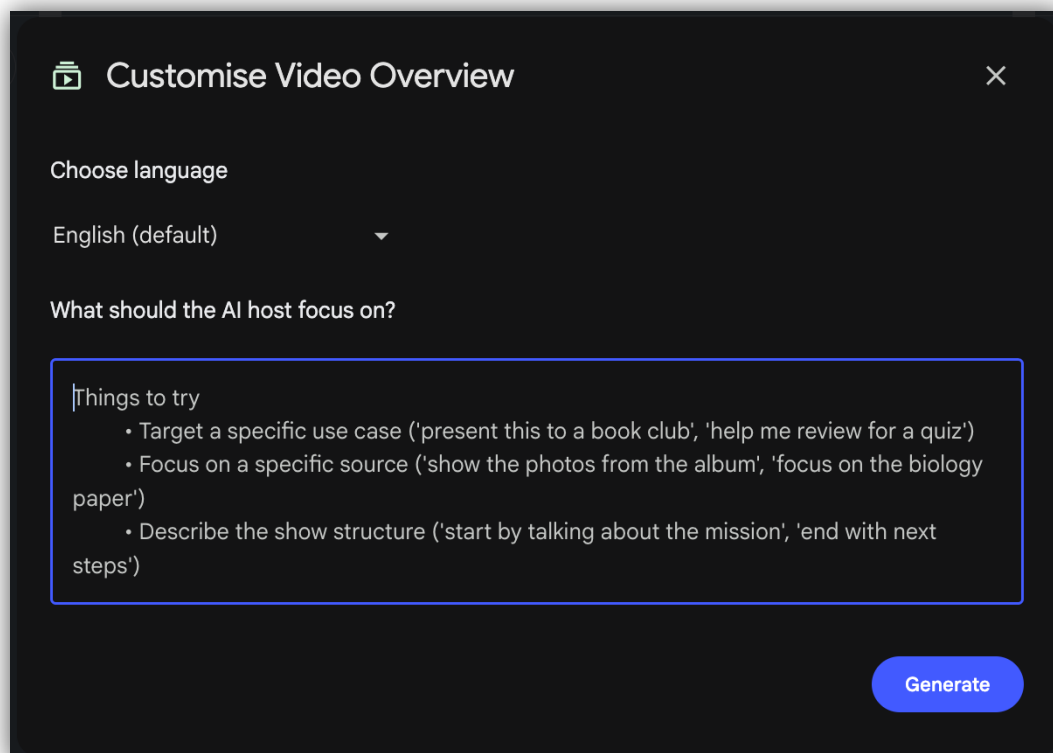 Customise Video Overview
Choose language
English (default)
What should the AI host focus on?
Things to try
• Target a specific use case ('present this to a book club', 'help me review for a quiz')
• Focus on a specific source ('show the photos from the album', 'focus on the biology
paper')
• Describe the show structure ('start by talking about the mission', 'end with next
steps')
Generate